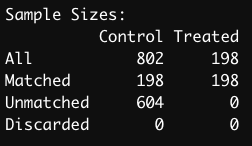 Sample Sizes:
          Control Treated
All           802     198
Matched       198     198
Unmatched     604       0
Discarded       0       0